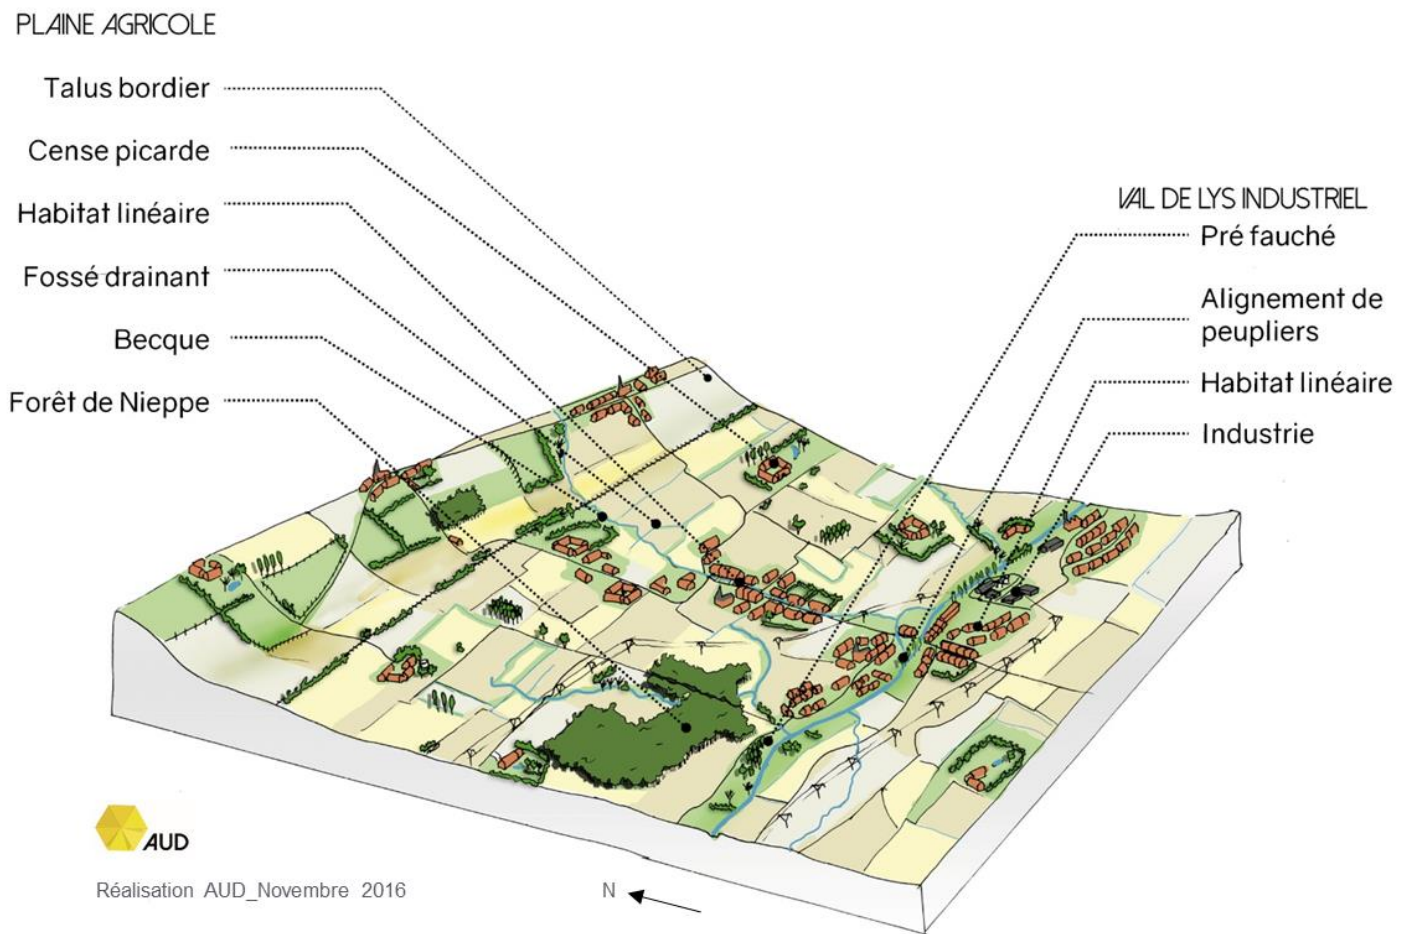 PLAINE AGRICOLE
Talus bordier
Cense picarde
Habitat linéaire
Fossé drainant
Becque
Forêt de Nieppe
VAL DE LYS INDUSTRIEL
Pré fauché
Alignement de
peupliers
Habitat linéaire
Industrie
AUD
Réalisation AUD_Novembre 2016
N